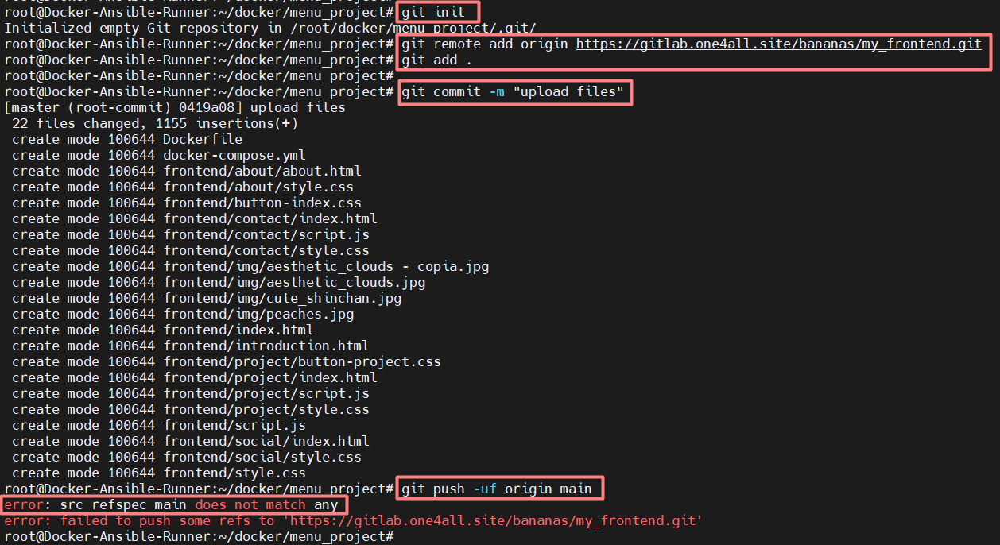 root@Docker-Ansible-Runner:~/docker/menu_project# git init
Initialized empty Git repository in /root/docker/menu_project/.git/
root@Docker-Ansible-Runner:~/docker/menu_project# git remote add origin https://gitlab.one4all.site/bananas/my_frontend.git
root@Docker-Ansible-Runner:~/docker/menu_project# git add .
root@Docker-Ansible-Runner:~/docker/menu_project#
root@Docker-Ansible-Runner:~/docker/menu_project# git commit -m "upload files"
[master (root-commit) 0419a08] upload files
 22 files changed, 1155 insertions(+)
 create mode 100644 Dockerfile
 create mode 100644 docker-compose.yml
 create mode 100644 frontend/about/about.html
 create mode 100644 frontend/about/style.css
 create mode 100644 frontend/button-index.css
 create mode 100644 frontend/contact/index.html
 create mode 100644 frontend/contact/script.js
 create mode 100644 frontend/contact/style.css
 create mode 100644 frontend/img/aesthetic_clouds - copia.jpg
 create mode 100644 frontend/img/aesthetic_clouds.jpg
 create mode 100644 frontend/img/cute_shinchan.jpg
 create mode 100644 frontend/img/peaches.jpg
 create mode 100644 frontend/index.html
 create mode 100644 frontend/introduction.html
 create mode 100644 frontend/project/button-project.css
 create mode 100644 frontend/project/index.html
 create mode 100644 frontend/project/script.js
 create mode 100644 frontend/project/style.css
 create mode 100644 frontend/script.js
 create mode 100644 frontend/social/index.html
 create mode 100644 frontend/social/style.css
 create mode 100644 frontend/style.css
root@Docker-Ansible-Runner:~/docker/menu_project# git push -uf origin main
error: src refspec main does not match any
error: failed to push some refs to 'https://gitlab.one4all.site/bananas/my_frontend.git'
root@Docker-Ansible-Runner:~/docker/menu_project#